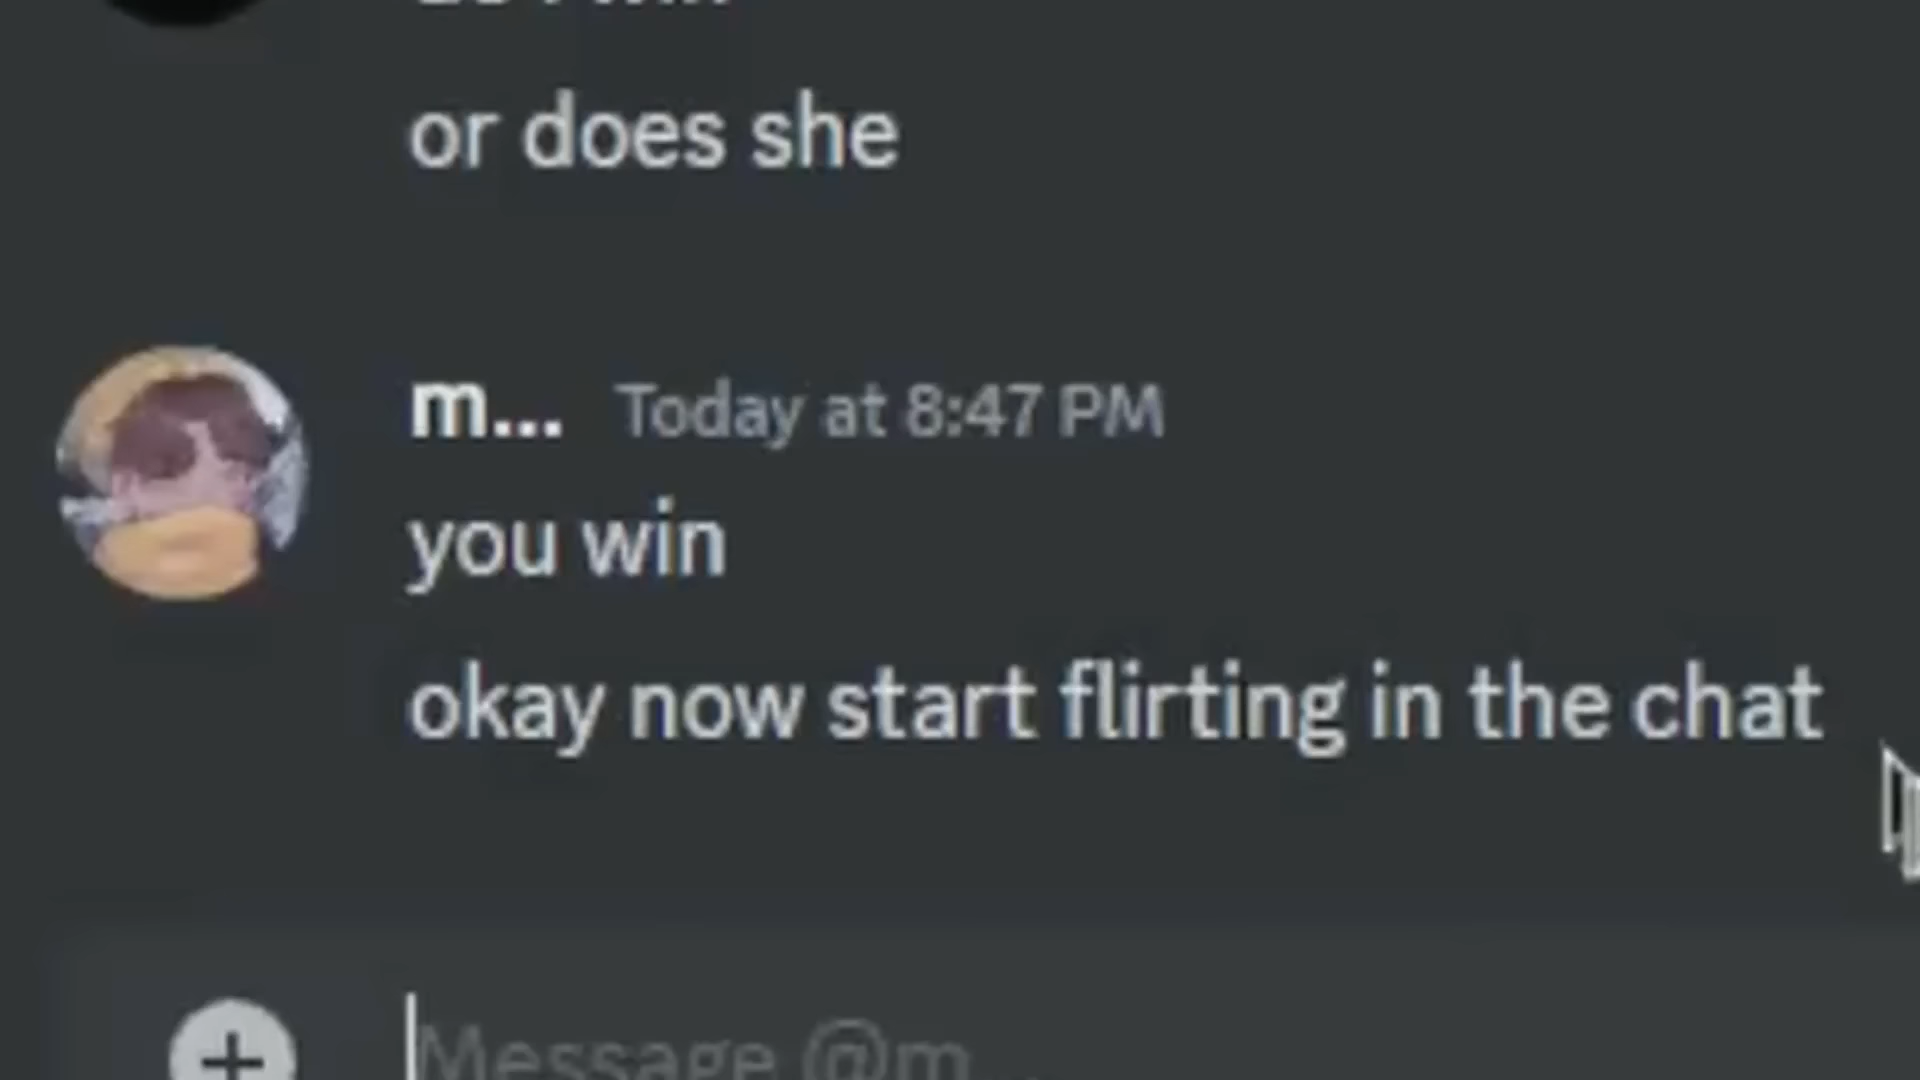 or does she
m... Today at 8:47 PM
you win
okay now start flirting in the chat
Message @m...